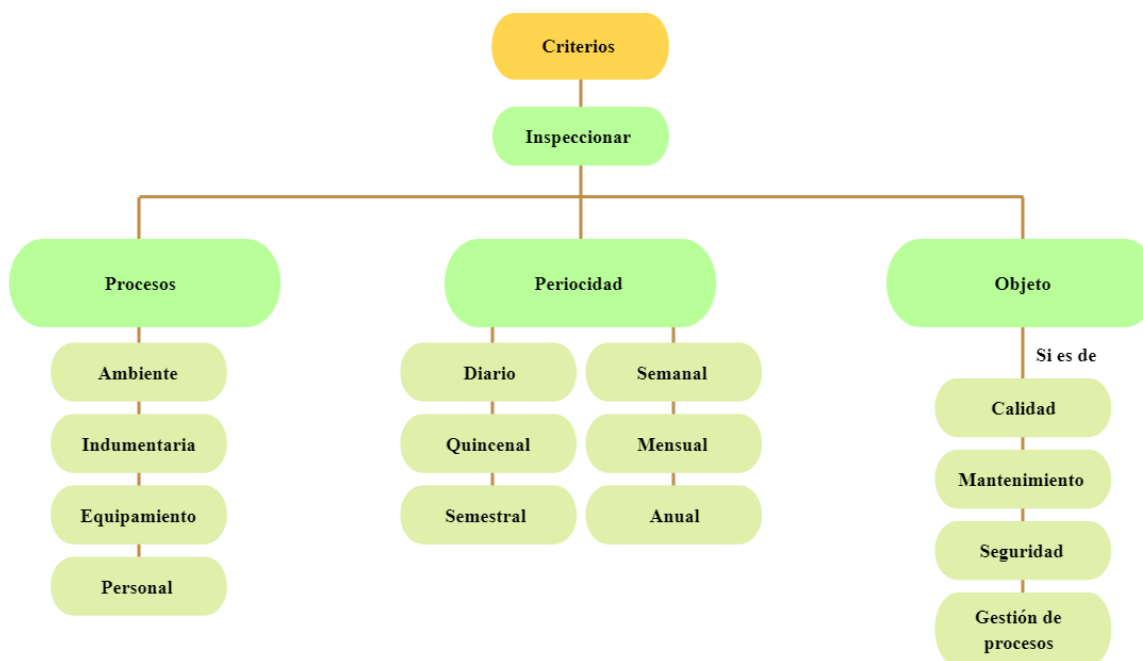 Criterios
Inspeccionar
Procesos
Periocidad
Objeto
Si es de
Ambiente
Diario
Semanal
Calidad
Indumentaria
Quincenal
Mensual
Mantenimiento
Equipamiento
Semestral
Anual
Seguridad
Personal
Gestión de
procesos